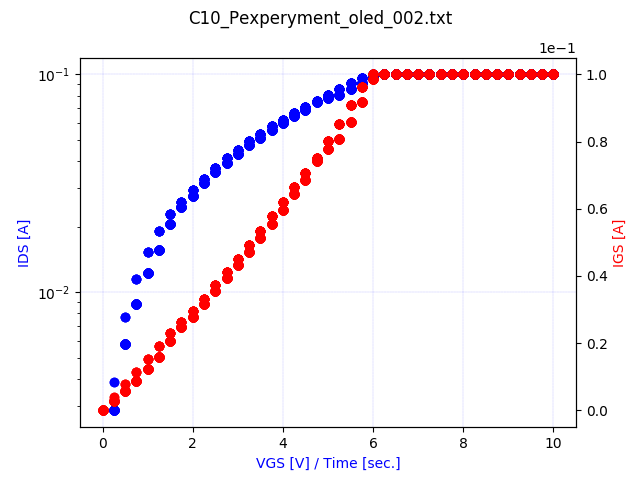 C10_Pexperyment_oled_002.txt
1e−1
10⁻¹
10⁻²
IDS [A]
1.0
0.8
0.6
0.4
0.2
0.0
IGS [A]
0 2 4 6 8 10
VGS [V] / Time [sec.]